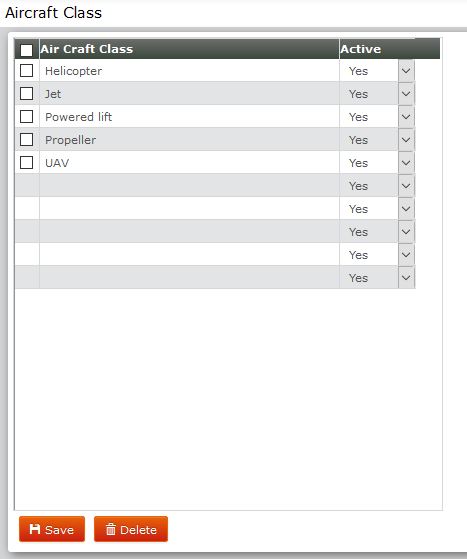 Aircraft Class
Air Craft Class Active
Helicopter Yes
Jet Yes
Powered lift Yes
Propeller Yes
UAV Yes
Yes
Yes
Yes
Yes
Yes
Save Delete